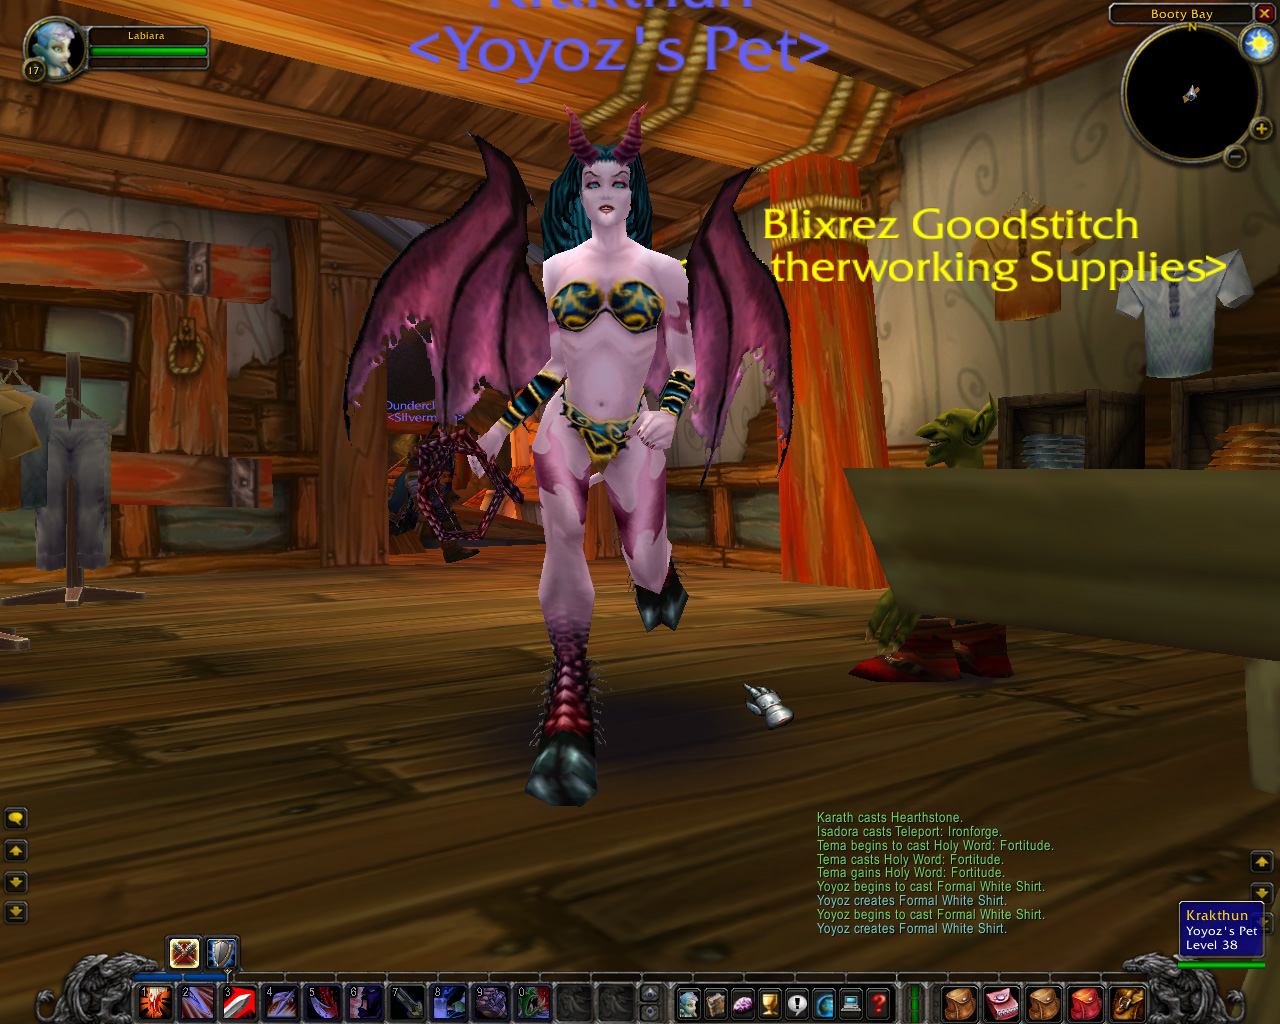 Krakthun
<Yoyoz's Pet>
Labiara
17
Booty Bay
N
Blixrez Goodstitch
therworking Supplies>
Karath casts Hearthstone.
Isadora casts Teleport: Ironforge.
Tema begins to cast Holy Word: Fortitude.
Tema casts Holy Word: Fortitude.
Tema gains Holy Word: Fortitude.
Yoyoz begins to cast Formal White Shirt.
Yoyoz creates Formal White Shirt.
Yoyoz begins to cast Formal White Shirt.
Yoyoz creates Formal White Shirt.
Krakthun
Yoyoz's Pet
Level 38
1 2 3 4 5 6 7 8 9 0